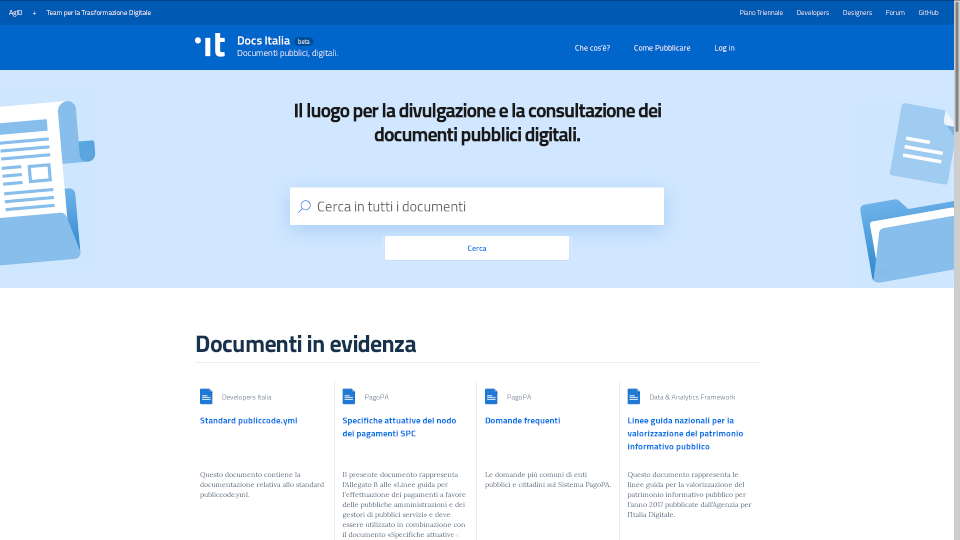 AgID + Team per la Trasformazione Digitale
Piano Triennale Developers Designers Forum GitHub
.it Docs Italia beta
Documenti pubblici, digitali.
Che cos'è? Come Pubblicare Log in
Il luogo per la divulgazione e la consultazione dei
documenti pubblici digitali.
Cerca in tutti i documenti
Cerca
Documenti in evidenza
Developers Italia
Standard publiccode.yml
Questo documento contiene la
documentazione relativa allo standard
publiccode.yml.
PagoPA
Specifiche attuative del nodo
dei pagamenti SPC
Il presente documento rappresenta
l'Allegato B alle «Linee guida per
l'effettuazione dei pagamenti a favore
delle pubbliche amministrazioni e dei
gestori di pubblici servizi» e deve
essere utilizzato in combinazione con
il documento «Specifiche attuative
PagoPA
Domande frequenti
Le domande più comuni di enti
pubblici e cittadini sul Sistema PagoPA.
Data & Analytics Framework
Linee guida nazionali per la
valorizzazione del patrimonio
informativo pubblico
Questo documento rappresenta le
linee guida per la valorizzazione del
patrimonio informativo pubblico per
l'anno 2017 pubblicate dall'Agenzia per
l'Italia Digitale.